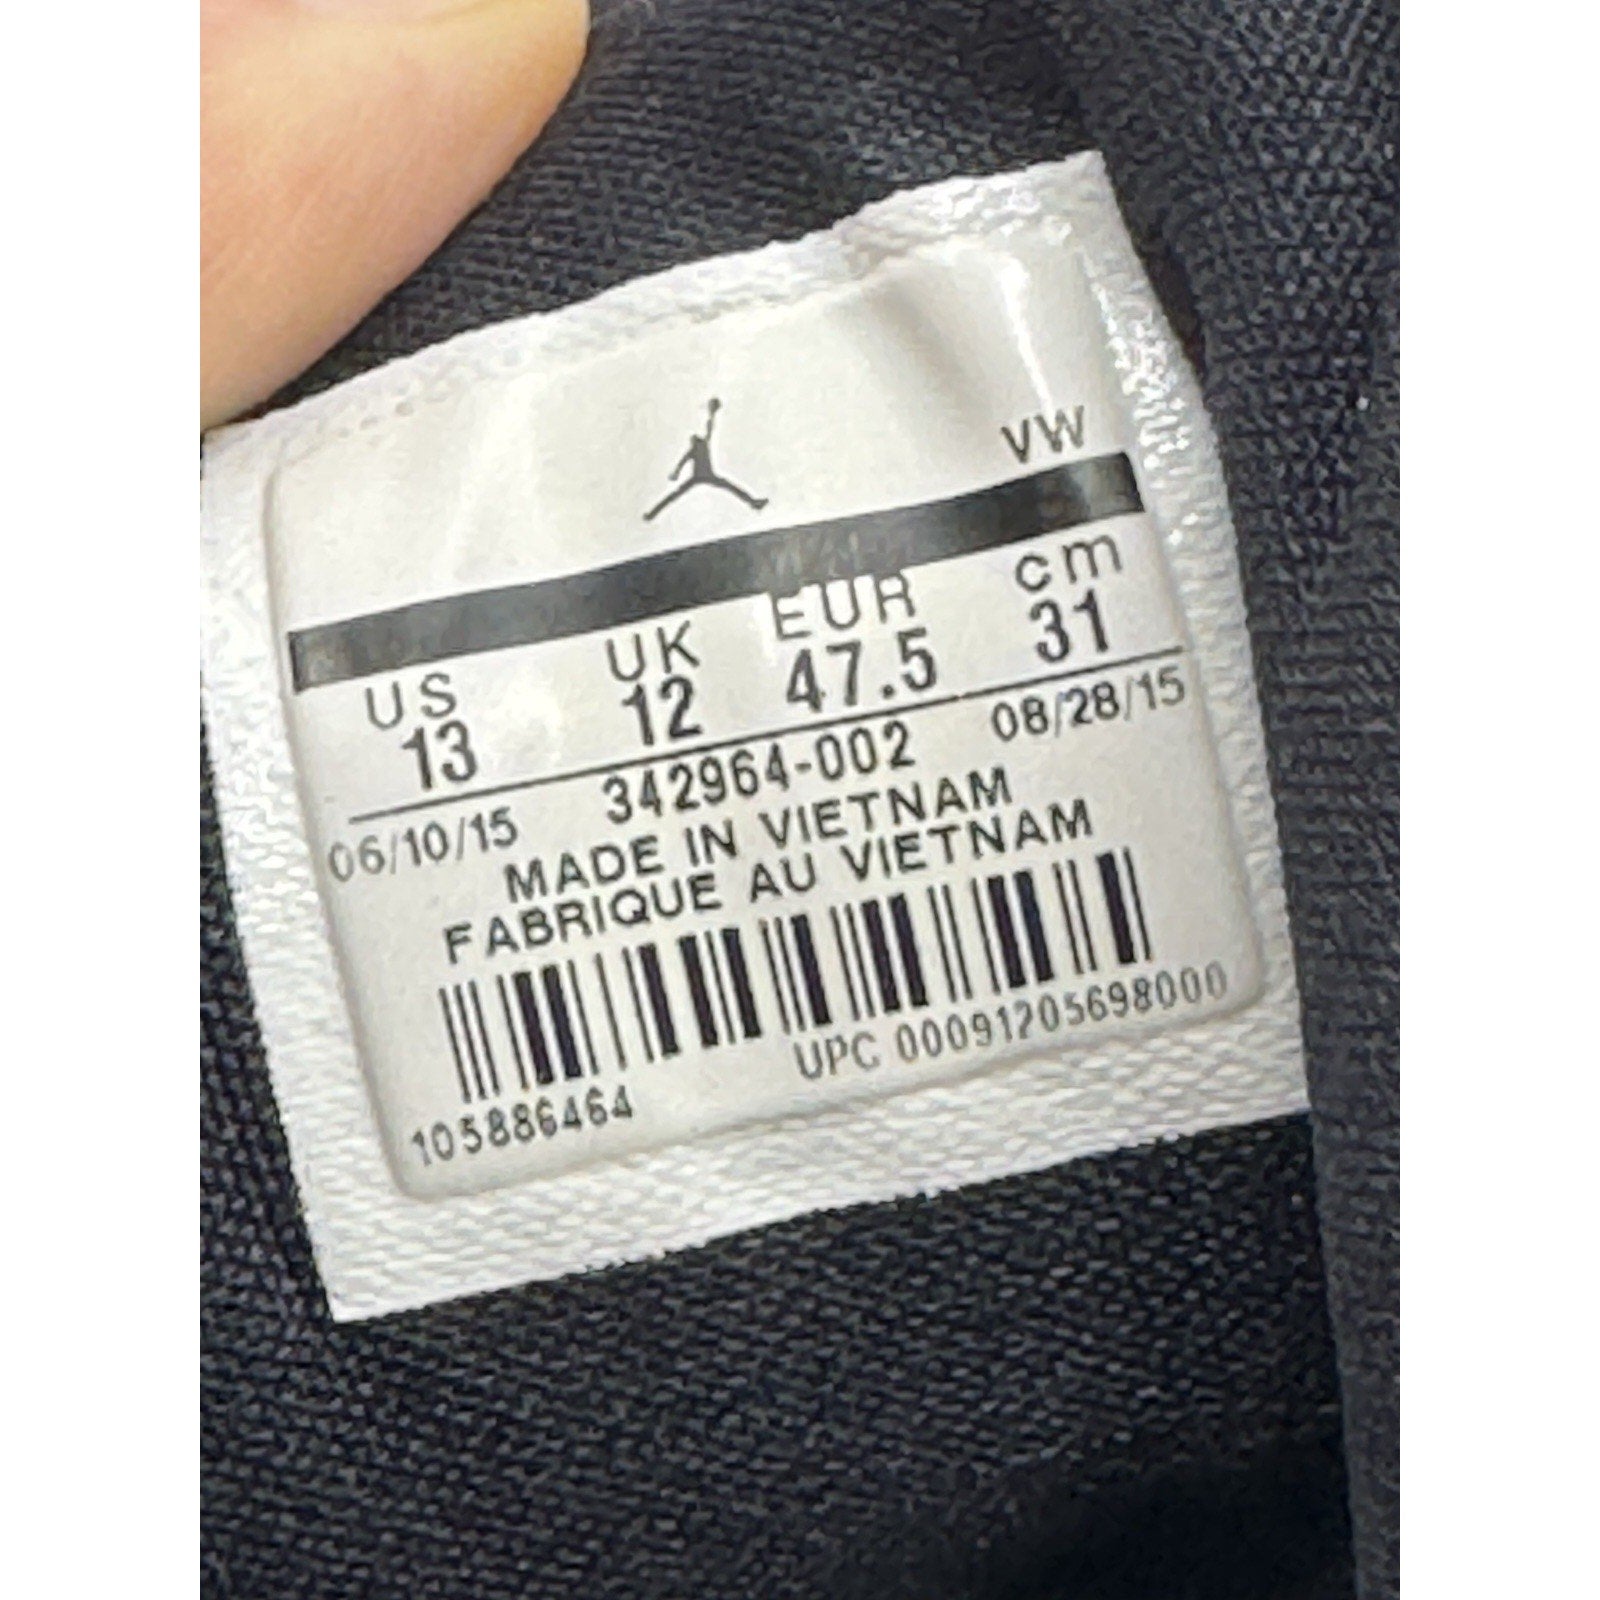 VW
US UK EUR cm
13 12 47.5 31
06/10/15 342964-002 08/28/15
MADE IN VIETNAM
FABRIQUE AU VIETNAM
UPC 00091205698000
105886464